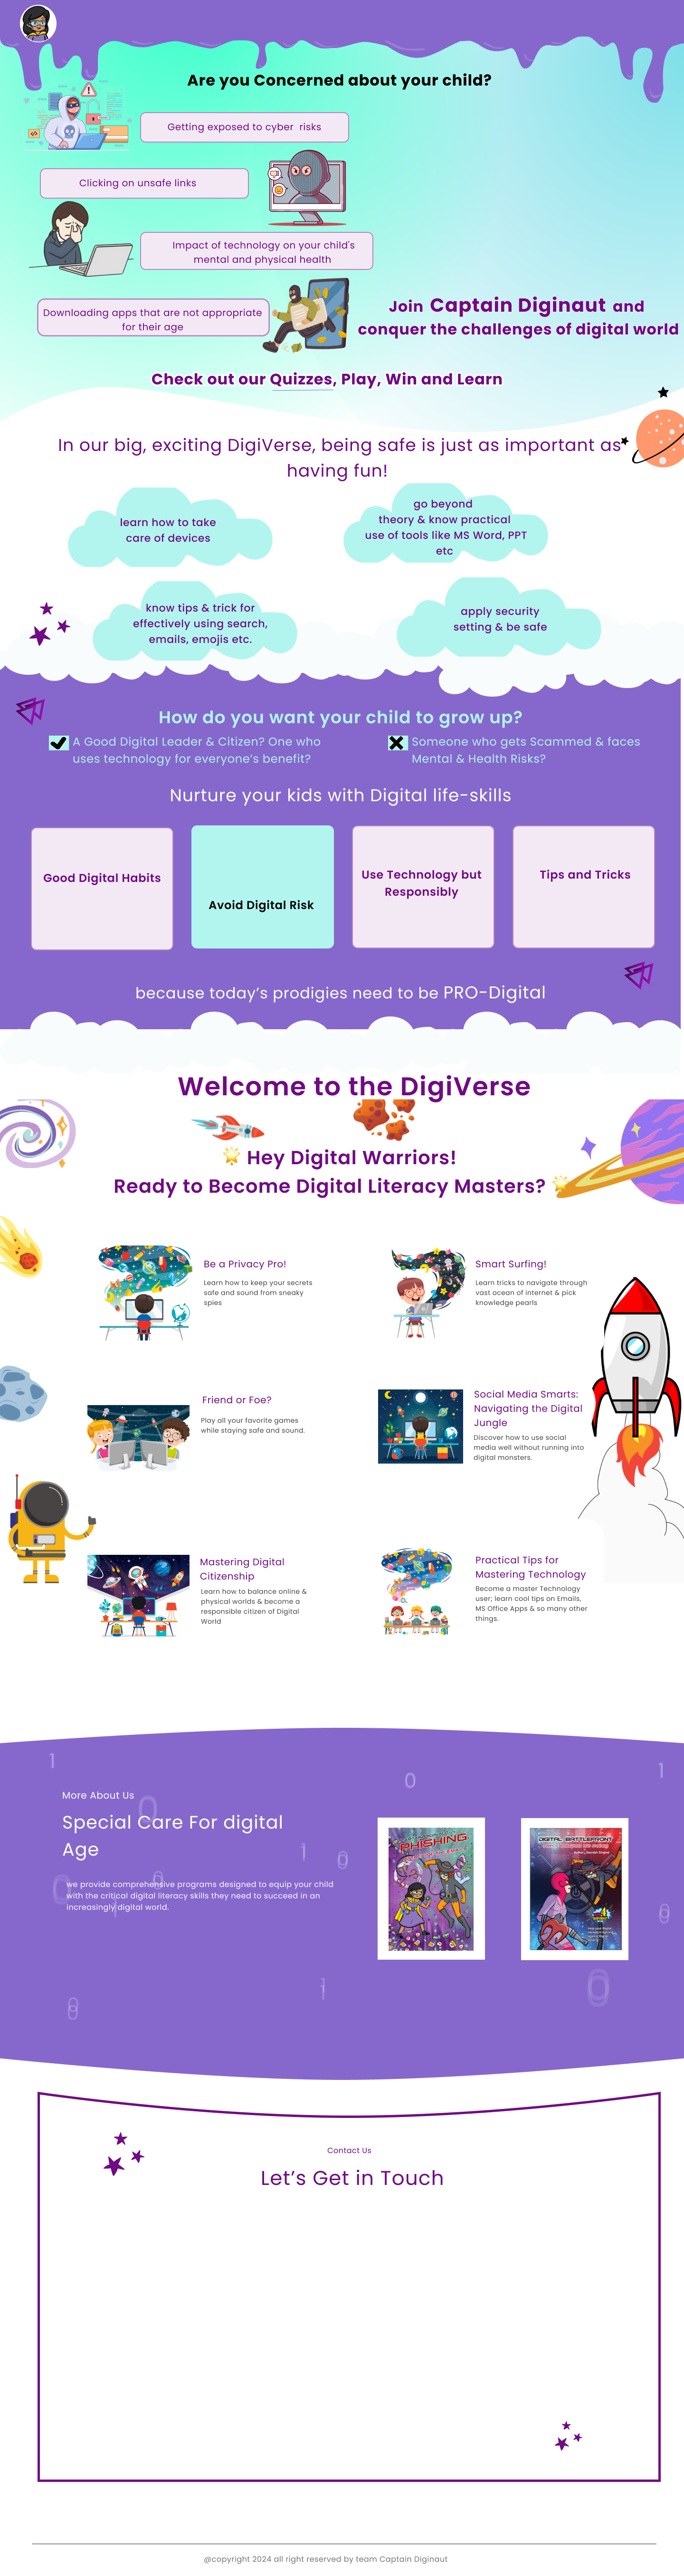 Are you Concerned about your child?
Getting exposed to cyber risks
Clicking on unsafe links
Impact of technology on your child's
mental and physical health
Downloading apps that are not appropriate
for their age
Join Captain Diginaut and
conquer the challenges of digital world
Check out our Quizzes, Play, Win and Learn
In our big, exciting DigiVerse, being safe is just as important as
having fun!
learn how to take
care of devices
go beyond
theory & know practical
use of tools like MS Word, PPT
etc
know tips & trick for
effectively using search,
emails, emojis etc.
apply security
setting & be safe
How do you want your child to grow up?
A Good Digital Leader & Citizen? One who
uses technology for everyone's benefit?
Someone who gets Scammed & faces
Mental & Health Risks?
Nurture your kids with Digital life-skills
Good Digital Habits
Avoid Digital Risk
Use Technology but
Responsibly
Tips and Tricks
because today's prodigies need to be PRO-Digital
Welcome to the DigiVerse
Hey Digital Warriors!
Ready to Become Digital Literacy Masters?
Be a Privacy Pro!
Learn how to keep your secrets
safe and sound from sneaky
spies
Smart Surfing!
Learn tricks to navigate through
vast ocean of internet & pick
knowledge pearls
Friend or Foe?
Play all your favorite games
while staying safe and sound.
Social Media Smarts:
Navigating the Digital
Jungle
Discover how to use social
media well without running into
digital monsters.
Mastering Digital
Citizenship
Learn how to balance online &
physical worlds & become a
responsible citizen of Digital
World
Practical Tips for
Mastering Technology
Become a master Technology
user; learn cool tips on Emails,
MS Office Apps & so many other
things.
More About Us
Special Care For digital
Age
we provide comprehensive programs designed to equip your child
with the critical digital literacy skills they need to succeed in an
increasingly digital world.
PHISHING
DIGITAL BATTLEFRONT
Contact Us
Let's Get in Touch
@copyright 2024 all right reserved by team Captain Diginaut